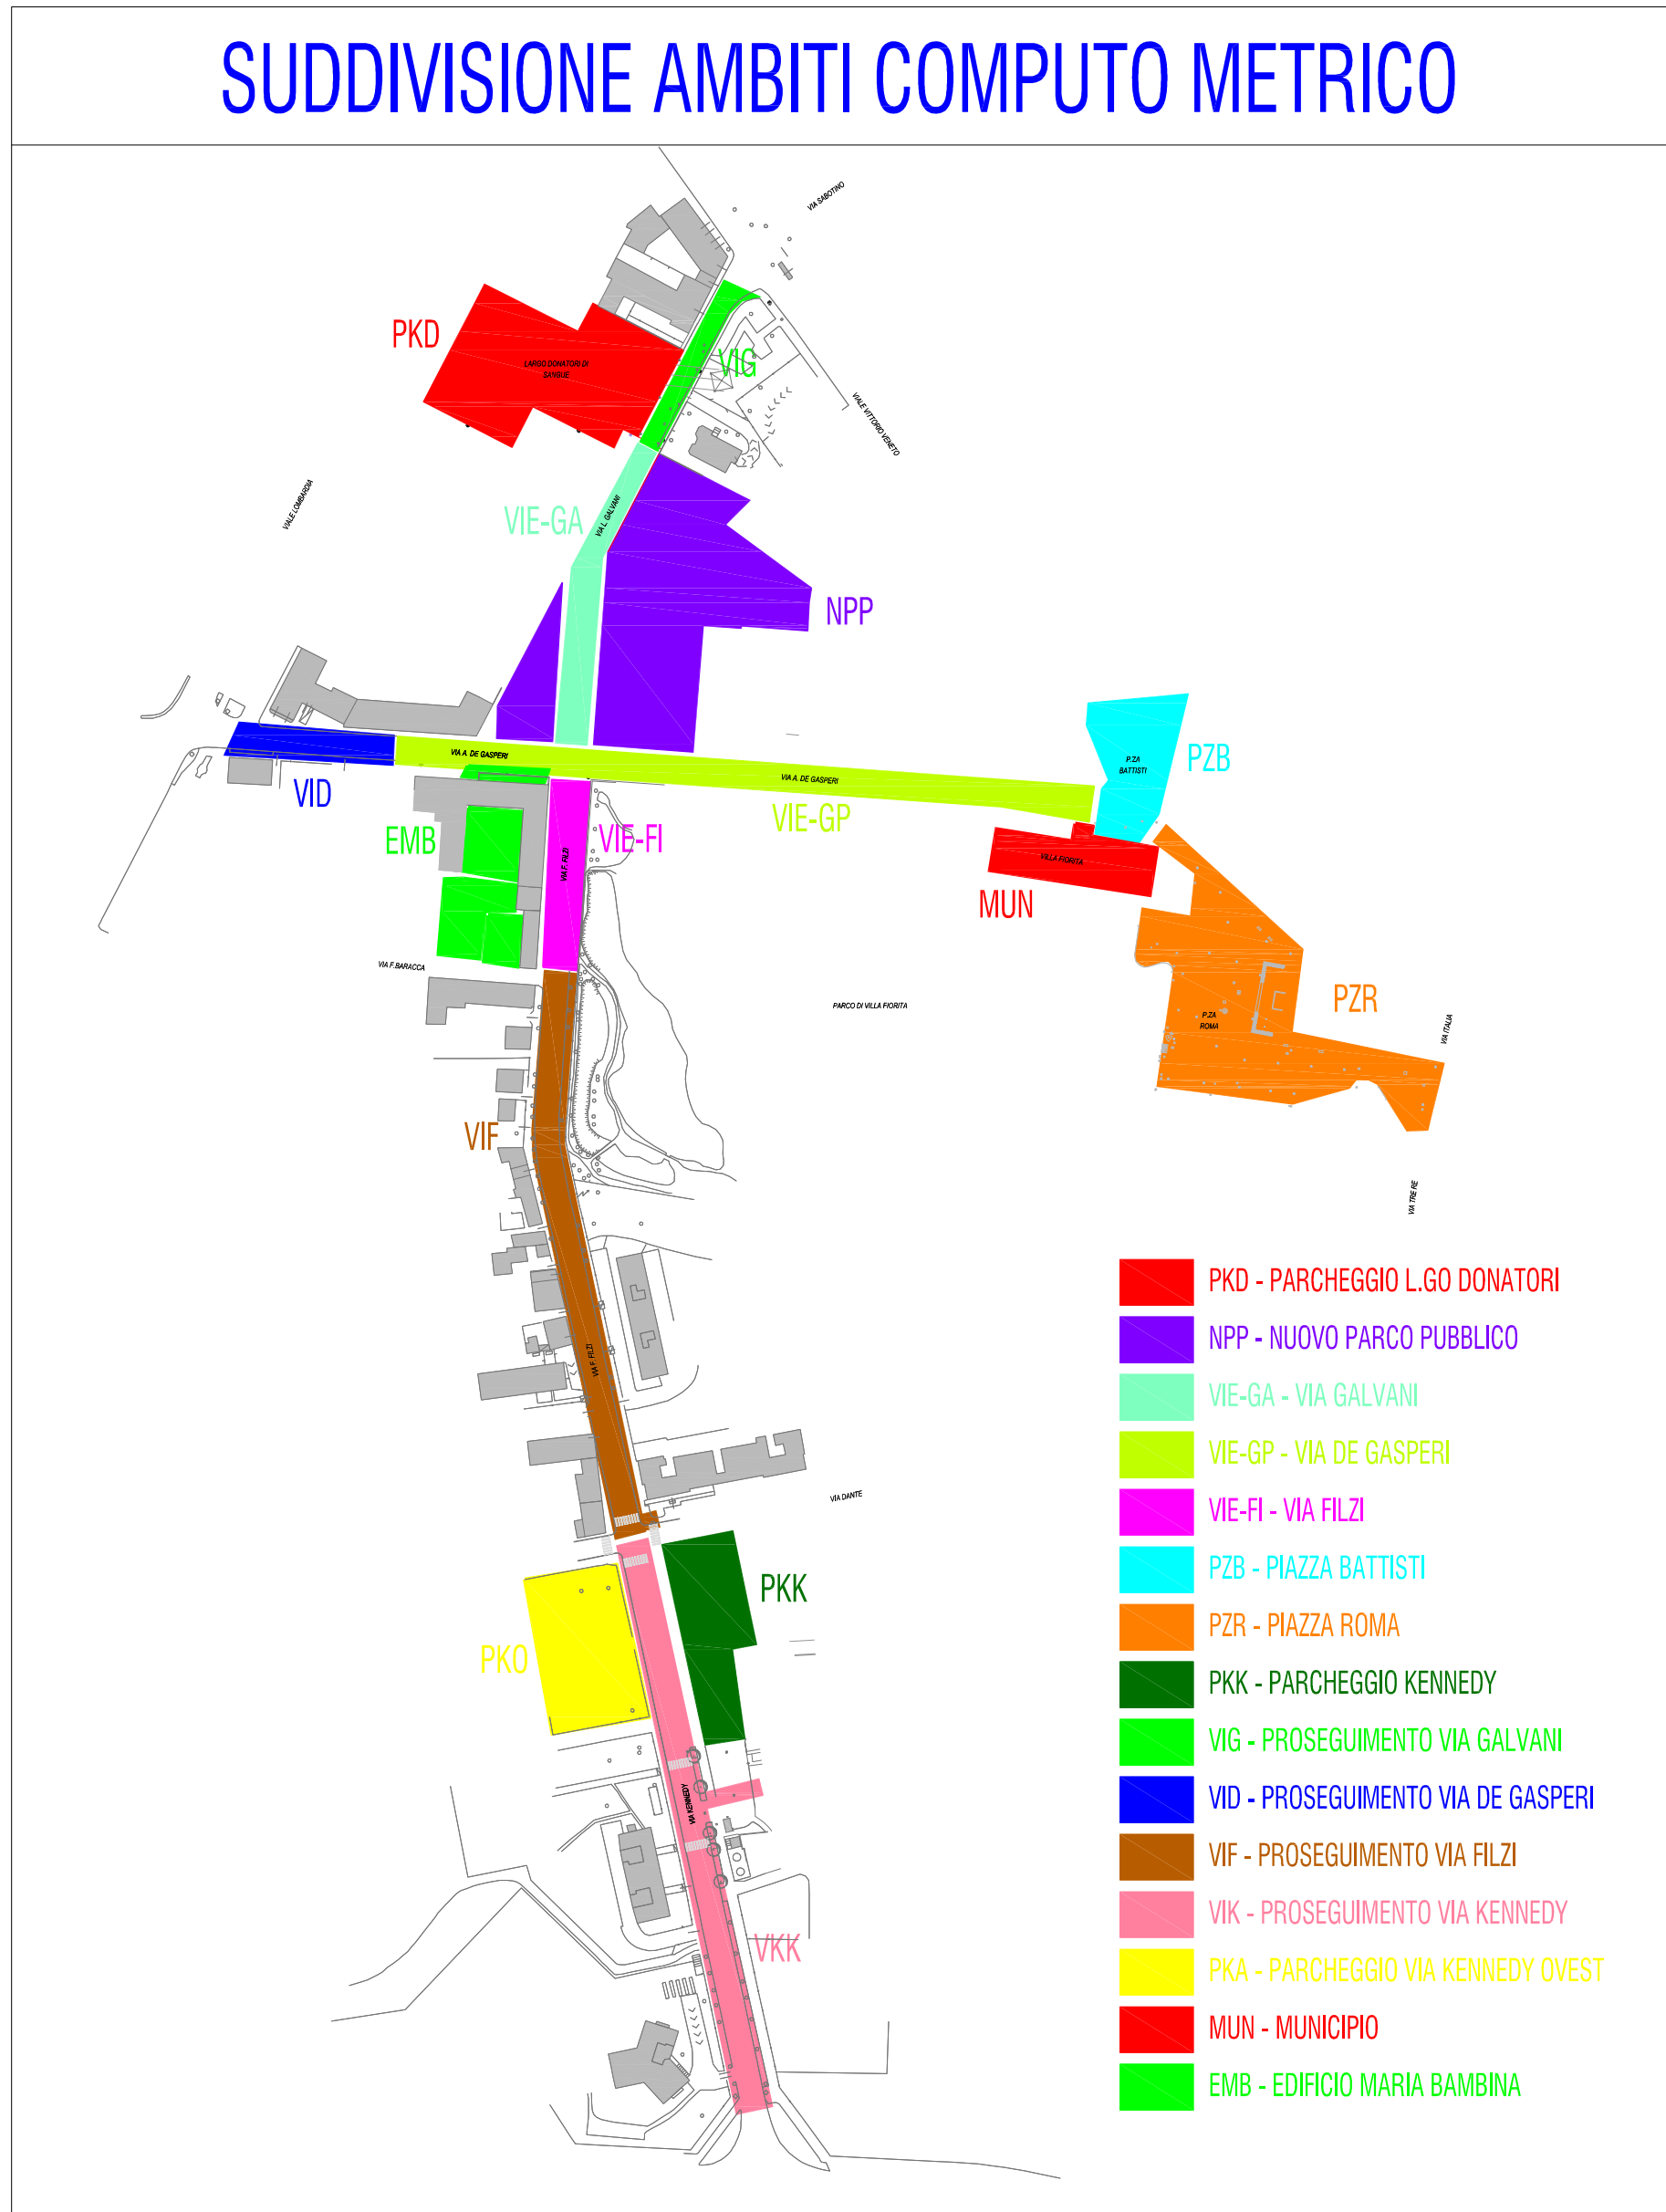 SUDDIVISIONE AMBITI COMPUTO METRICO
VIA SABOTINO
PKD
LARGO DONATORI DI
SANGUE
VIG
VIALE VITTORIO VENETO
VIALE LOMBARDIA
VIE-GA
VIA L. GALVANI
NPP
VIA A. DE GASPERI
VIA A. DE GASPERI
P.ZA
BATTISTI
PZB
VID
VIE-GP
EMB
VIE-FI
VIA F. FILZI
VILLA FIORITA
MUN
VIA F.BARACCA
PARCO DI VILLA FIORITA
PZR
P.ZA
ROMA
VIA ITALIA
VIF
VIA TRE RE
VIA F. FILZI
VIA DANTE
PKK
PKO
VIA KENNEDY
VKK
PKD - PARCHEGGIO L.GO DONATORI
NPP - NUOVO PARCO PUBBLICO
VIE-GA - VIA GALVANI
VIE-GP - VIA DE GASPERI
VIE-FI - VIA FILZI
PZB - PIAZZA BATTISTI
PZR - PIAZZA ROMA
PKK - PARCHEGGIO KENNEDY
VIG - PROSEGUIMENTO VIA GALVANI
VID - PROSEGUIMENTO VIA DE GASPERI
VIF - PROSEGUIMENTO VIA FILZI
VIK - PROSEGUIMENTO VIA KENNEDY
PKA - PARCHEGGIO VIA KENNEDY OVEST
MUN - MUNICIPIO
EMB - EDIFICIO MARIA BAMBINA